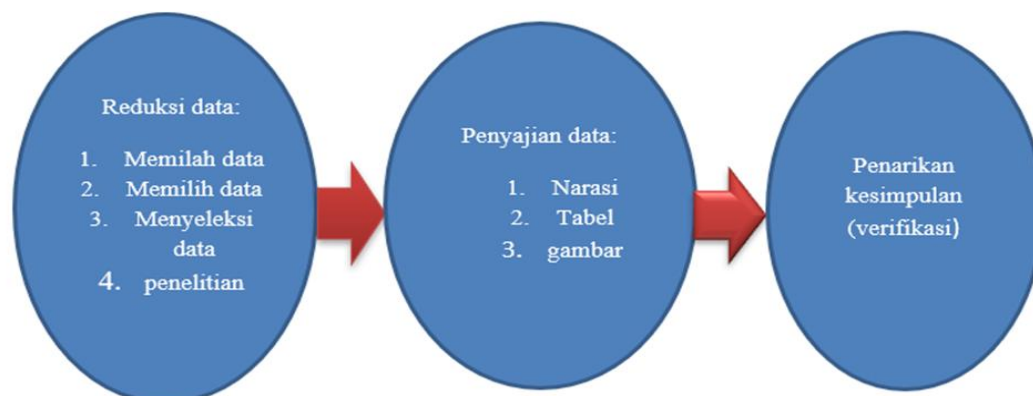 Reduksi data:
1. Memilah data
2. Memilih data
3. Menyeleksi
data
4. penelitian
Penyajian data:
1. Narasi
2. Tabel
3. gambar
Penarikan
kesimpulan
(verifikasi)